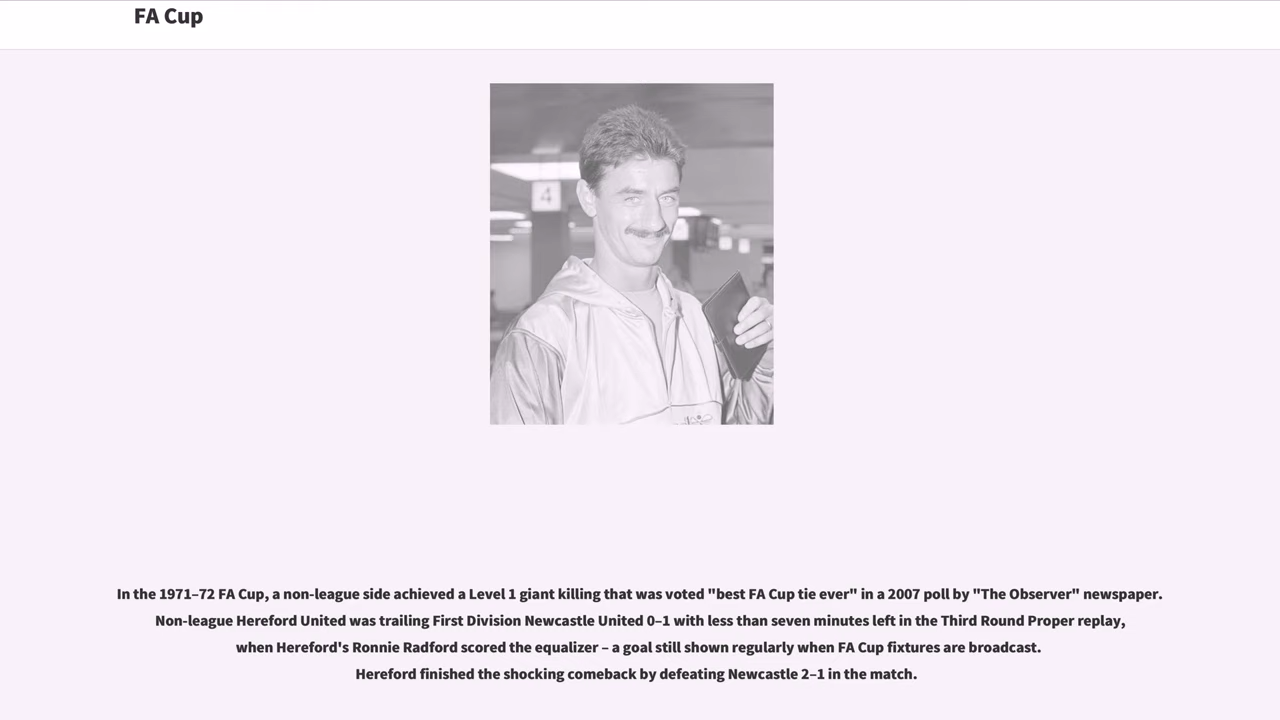 FA Cup
4
In the 1971–72 FA Cup, a non-league side achieved a Level 1 giant killing that was voted "best FA Cup tie ever" in a 2007 poll by "The Observer" newspaper.
Non-league Hereford United was trailing First Division Newcastle United 0–1 with less than seven minutes left in the Third Round Proper replay,
when Hereford's Ronnie Radford scored the equalizer – a goal still shown regularly when FA Cup fixtures are broadcast.
Hereford finished the shocking comeback by defeating Newcastle 2–1 in the match.